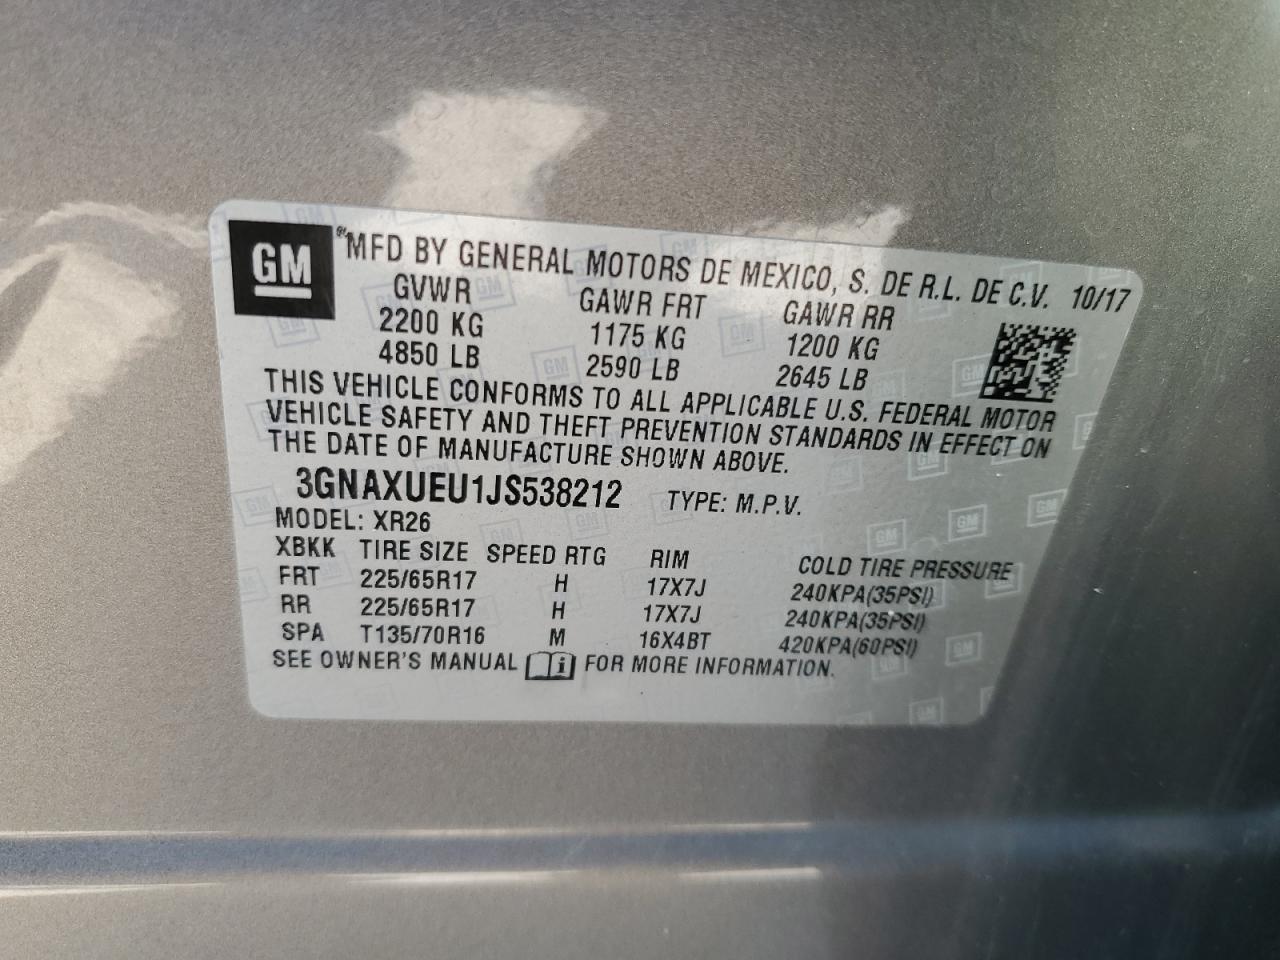 GM
MFD BY GENERAL MOTORS DE MEXICO, S. DE R.L. DE C.V. 10/17
GVWR GAWR FRT GAWR RR
2200 KG 1175 KG 1200 KG
4850 LB 2590 LB 2645 LB
THIS VEHICLE CONFORMS TO ALL APPLICABLE U.S. FEDERAL MOTOR
VEHICLE SAFETY AND THEFT PREVENTION STANDARDS IN EFFECT ON
THE DATE OF MANUFACTURE SHOWN ABOVE.
3GNAXUEU1JS538212 TYPE: M.P.V.
MODEL: XR26
XBKK TIRE SIZE SPEED RTG RIM COLD TIRE PRESSURE
FRT 225/65R17 H 17X7J 240KPA(35PSI)
RR 225/65R17 H 17X7J 240KPA(35PSI)
SPA T135/70R16 M 16X4BT 420KPA(60PSI)
SEE OWNER'S MANUAL i FOR MORE INFORMATION.